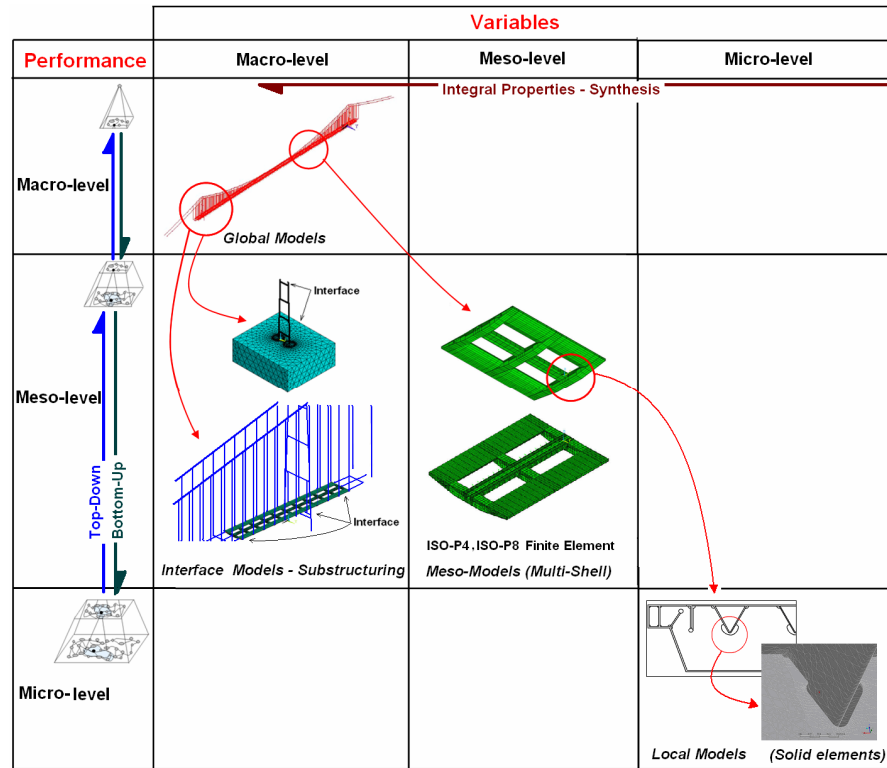 Variables
Performance
Macro-level
Meso-level
Micro-level
Integral Properties - Synthesis
Macro-level
Global Models
Interface
Meso-level
Top-Down
Bottom-Up
Interface
ISO-P4, ISO-P8 Finite Element
Interface Models - Substructuring
Meso-Models (Multi-Shell)
Micro-level
Local Models
(Solid elements)